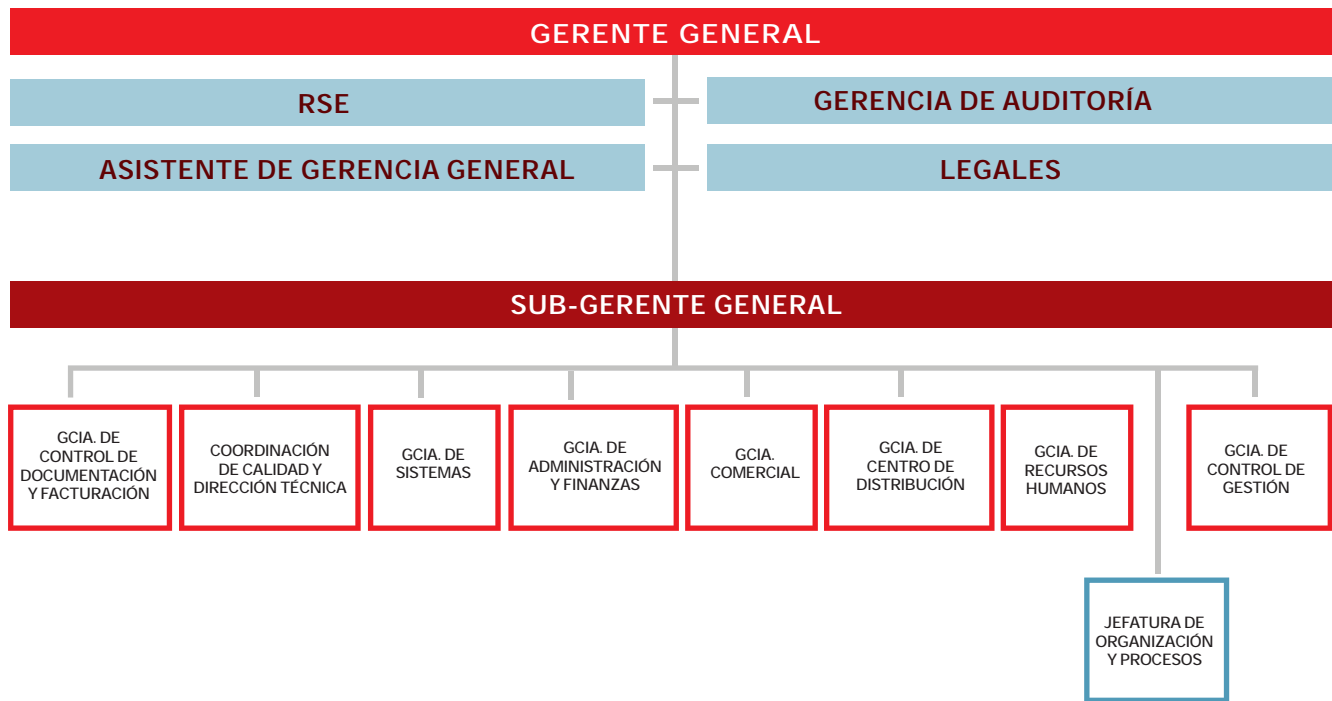 GERENTE GENERAL
RSE
GERENCIA DE AUDITORÍA
ASISTENTE DE GERENCIA GENERAL
LEGALES
SUB-GERENTE GENERAL
GCIA. DE
CONTROL DE
DOCUMENTACIÓN
Y FACTURACIÓN
COORDINACIÓN
DE CALIDAD Y
DIRECCIÓN TÉCNICA
GCIA. DE
SISTEMAS
GCIA. DE
ADMINISTRACIÓN
Y FINANZAS
GCIA.
COMERCIAL
GCIA. DE
CENTRO DE
DISTRIBUCIÓN
GCIA. DE
RECURSOS
HUMANOS
GCIA. DE
CONTROL DE
GESTIÓN
JEFATURA DE
ORGANIZACIÓN
Y PROCESOS